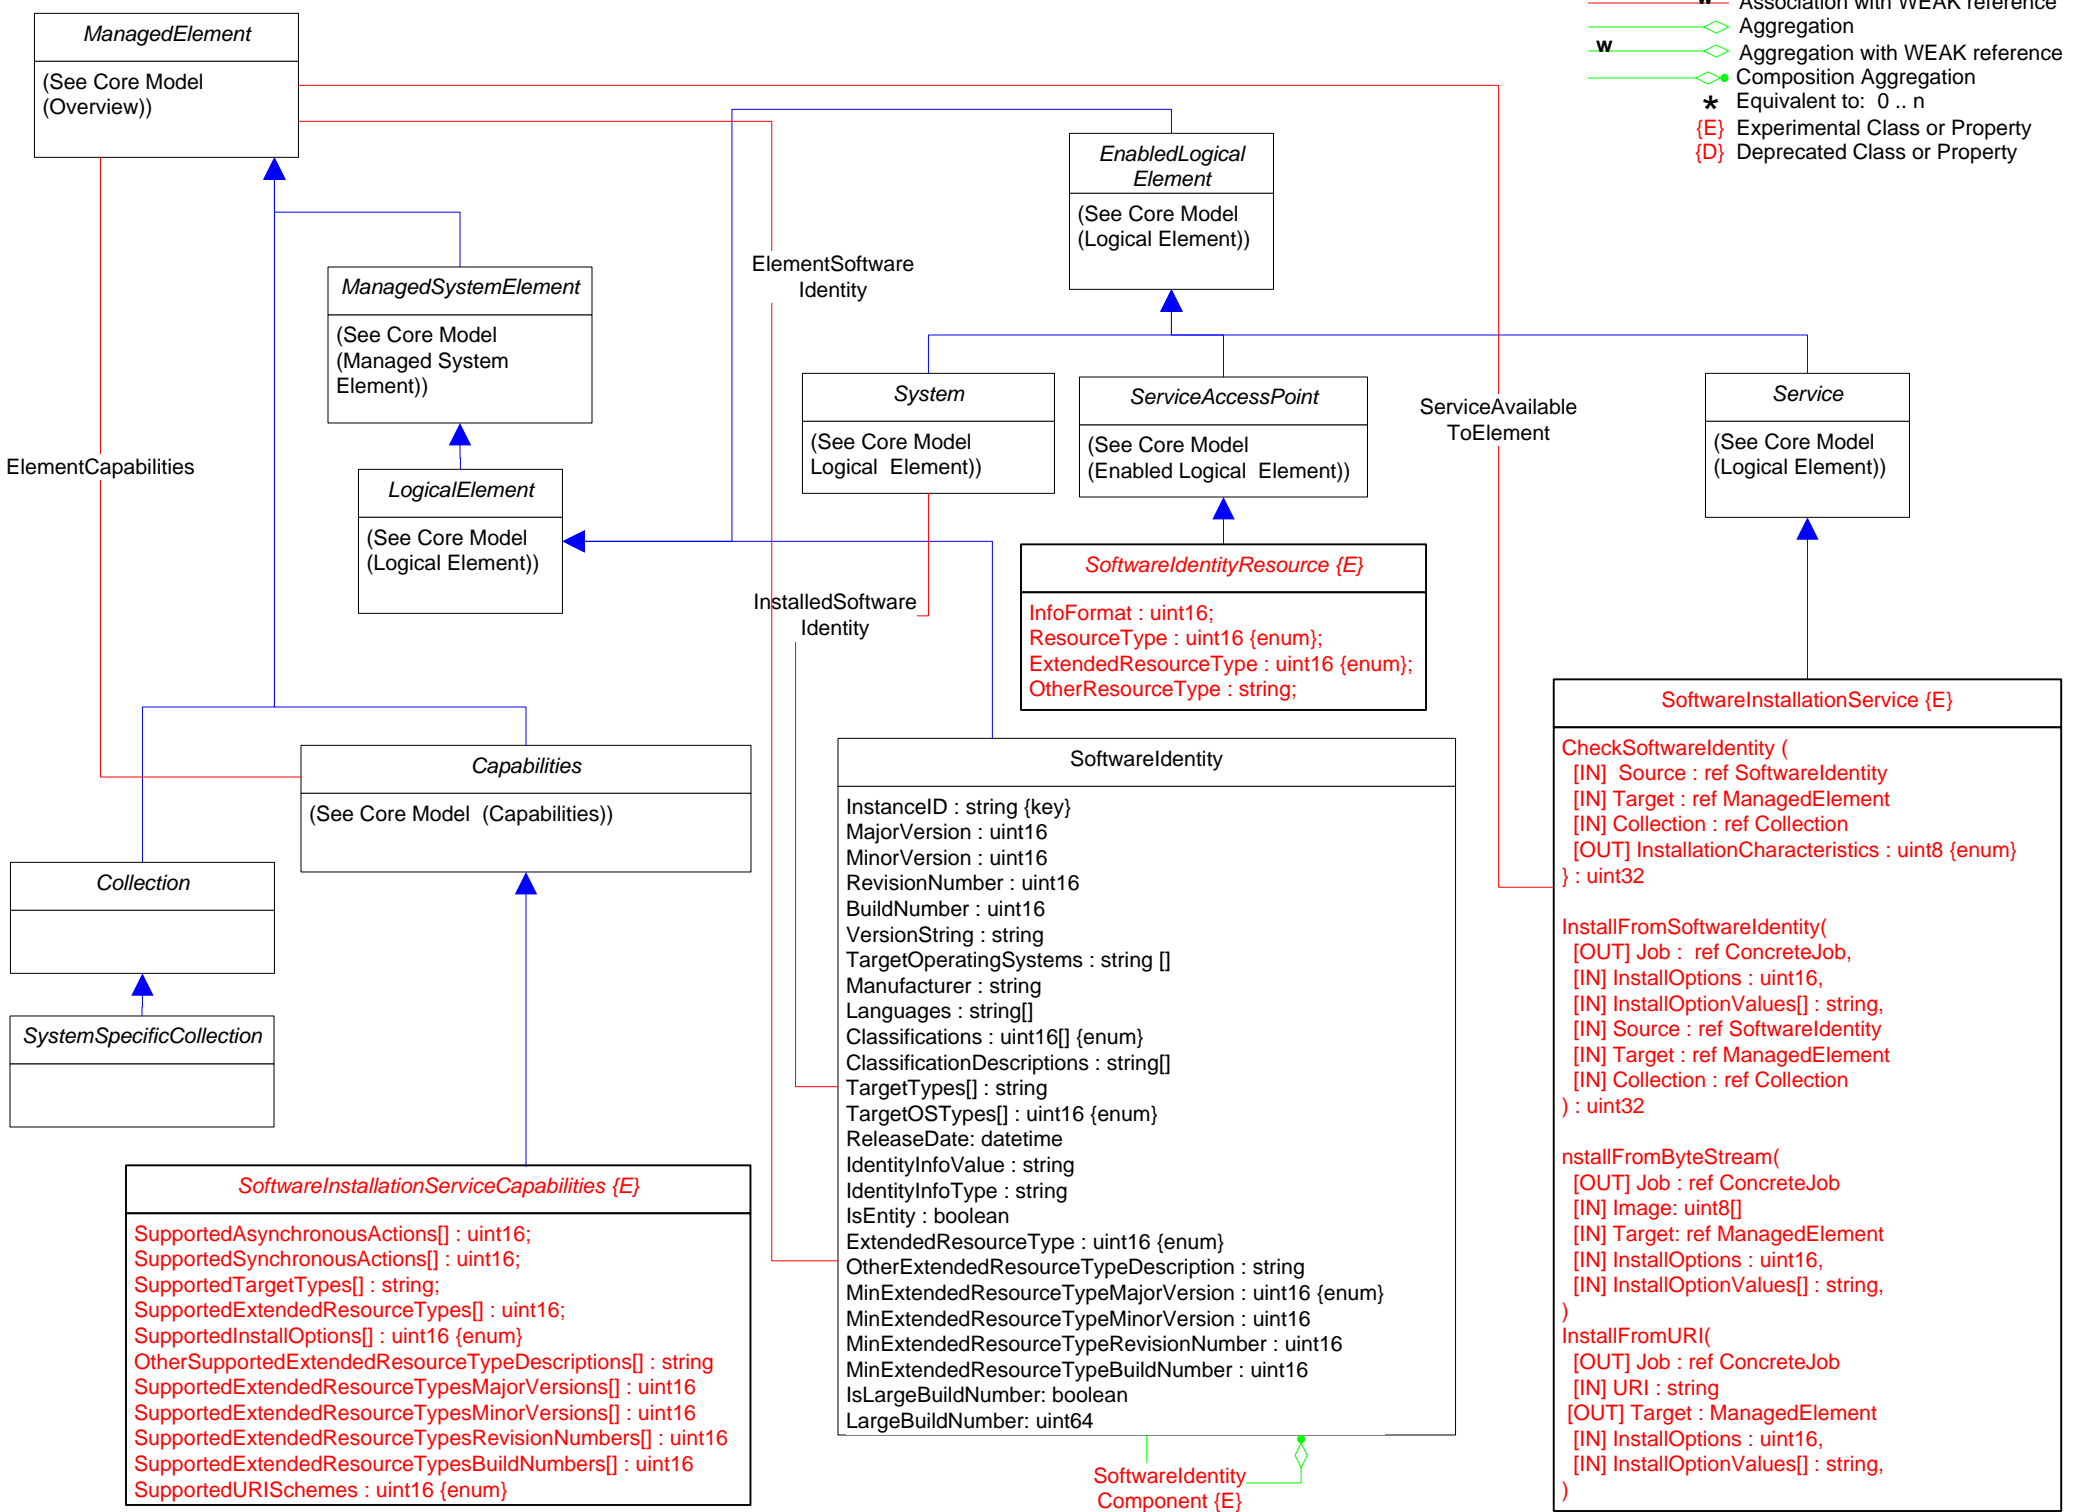 Association with WEAK reference
Aggregation
w
Aggregation with WEAK reference
Composition Aggregation
* Equivalent to: 0 .. n
{E} Experimental Class or Property
{D} Deprecated Class or Property
ManagedElement
(See Core Model
(Overview))
EnabledLogical
Element
(See Core Model
(Logical Element))
ElementSoftware
Identity
ManagedSystemElement
(See Core Model
(Managed System
Element))
System
(See Core Model
Logical Element))
ServiceAccessPoint
(See Core Model
(Enabled Logical Element))
ServiceAvailable
ToElement
Service
(See Core Model
(Logical Element))
ElementCapabilities
LogicalElement
(See Core Model
(Logical Element))
InstalledSoftware
Identity
SoftwareIdentityResource {E}
InfoFormat : uint16;
ResourceType : uint16 {enum};
ExtendedResourceType : uint16 {enum};
OtherResourceType : string;
Capabilities
(See Core Model (Capabilities))
Collection
SystemSpecificCollection
SoftwareInstallationServiceCapabilities {E}
SupportedAsynchronousActions[] : uint16;
SupportedSynchronousActions[] : uint16;
SupportedTargetTypes[] : string;
SupportedExtendedResourceTypes[] : uint16;
SupportedInstallOptions[] : uint16 {enum}
OtherSupportedExtendedResourceTypeDescriptions[] : string
SupportedExtendedResourceTypesMajorVersions[] : uint16
SupportedExtendedResourceTypesMinorVersions[] : uint16
SupportedExtendedResourceTypesRevisionNumbers[] : uint16
SupportedExtendedResourceTypesBuildNumbers[] : uint16
SupportedURISchemes : uint16 {enum}
SoftwareIdentity
InstanceID : string {key}
MajorVersion : uint16
MinorVersion : uint16
RevisionNumber : uint16
BuildNumber : uint16
VersionString : string
TargetOperatingSystems : string []
Manufacturer : string
Languages : string[]
Classifications : uint16[] {enum}
ClassificationDescriptions : string[]
TargetTypes[] : string
TargetOSTypes[] : uint16 {enum}
ReleaseDate: datetime
IdentityInfoValue : string
IdentityInfoType : string
IsEntity : boolean
ExtendedResourceType : uint16 {enum}
OtherExtendedResourceTypeDescription : string
MinExtendedResourceTypeMajorVersion : uint16 {enum}
MinExtendedResourceTypeMinorVersion : uint16
MinExtendedResourceTypeRevisionNumber : uint16
MinExtendedResourceTypeBuildNumber : uint16
IsLargeBuildNumber: boolean
LargeBuildNumber: uint64
SoftwareIdentity
Component {E}
SoftwareInstallationService {E}
CheckSoftwareIdentity (
[IN] Source : ref SoftwareIdentity
[IN] Target : ref ManagedElement
[IN] Collection : ref Collection
[OUT] InstallationCharacteristics : uint8 {enum}
} : uint32
InstallFromSoftwareIdentity(
[OUT] Job : ref ConcreteJob,
[IN] InstallOptions : uint16,
[IN] InstallOptionValues[] : string,
[IN] Source : ref SoftwareIdentity
[IN] Target : ref ManagedElement
[IN] Collection : ref Collection
) : uint32
nstallFromByteStream(
[OUT] Job : ref ConcreteJob
[IN] Image: uint8[]
[IN] Target: ref ManagedElement
[IN] InstallOptions : uint16,
[IN] InstallOptionValues[] : string,
)
InstallFromURI(
[OUT] Job : ref ConcreteJob
[IN] URI : string
[OUT] Target : ManagedElement
[IN] InstallOptions : uint16,
[IN] InstallOptionValues[] : string,
)